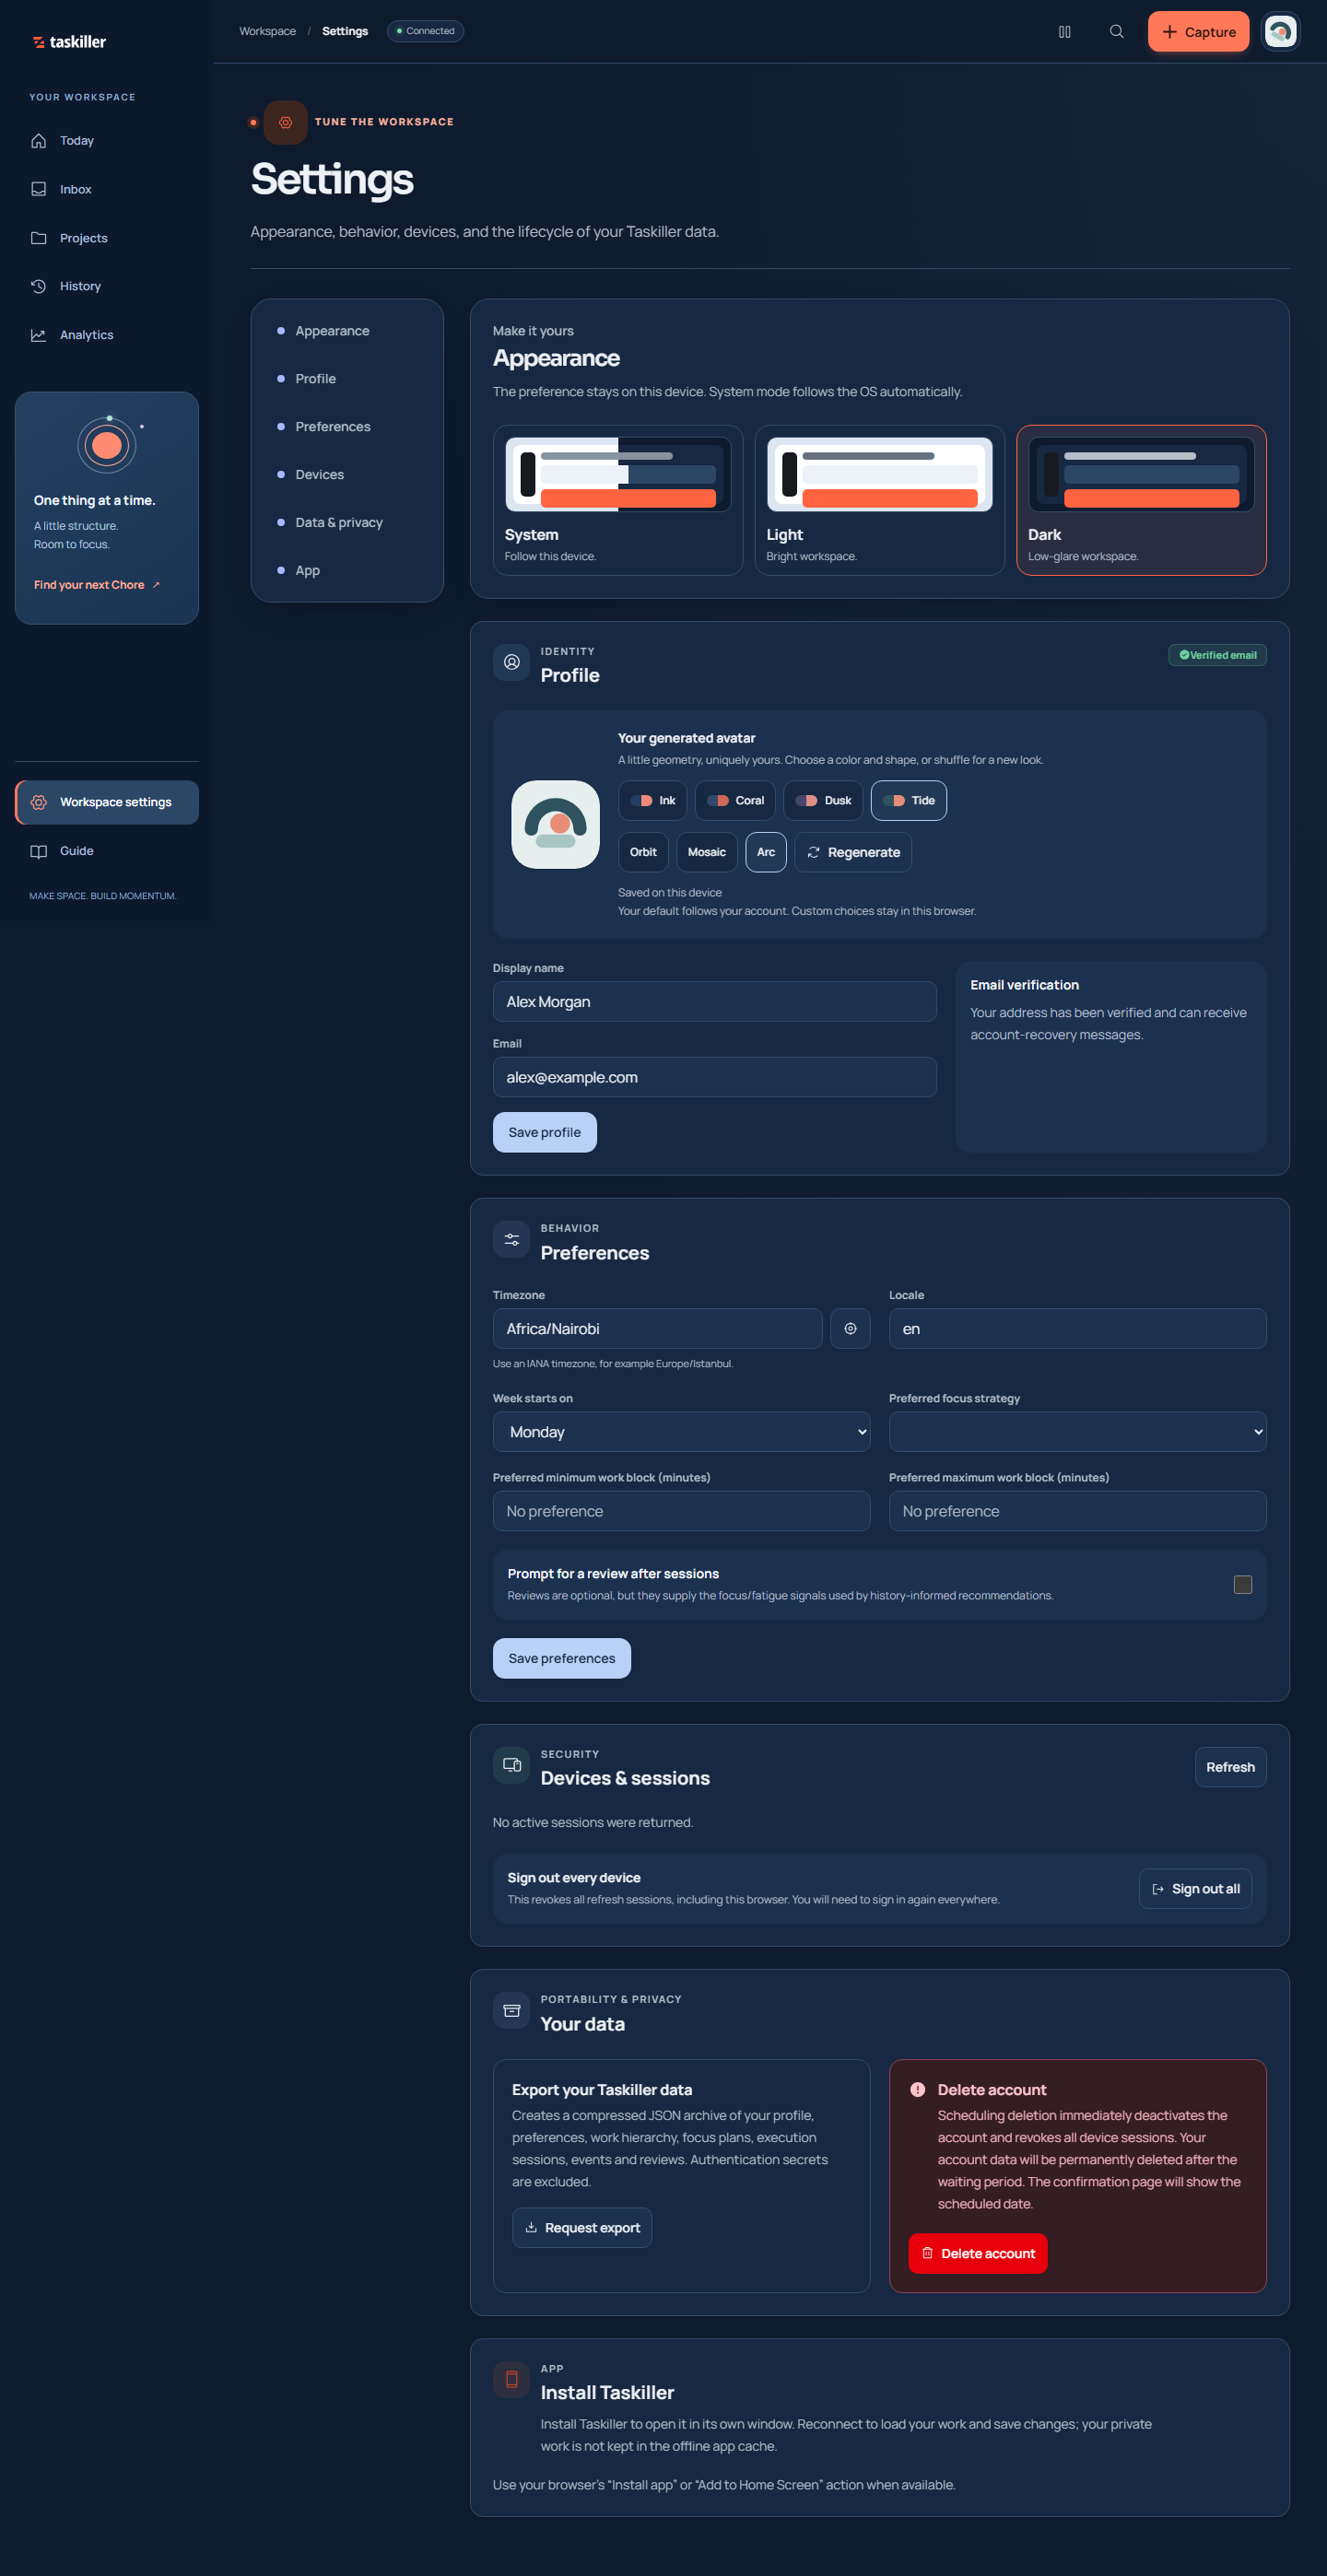 taskiller
YOUR WORKSPACE
Today
Inbox
Projects
History
Analytics
One thing at a time.
A little structure.
Room to focus.
Find your next Chore ↗
Workspace settings
Guide
MAKE SPACE. BUILD MOMENTUM.
Workspace / Settings
Connected
Capture
TUNE THE WORKSPACE
Settings
Appearance, behavior, devices, and the lifecycle of your Taskiller data.
Appearance
Profile
Preferences
Devices
Data & privacy
App
Make it yours
Appearance
The preference stays on this device. System mode follows the OS automatically.
System
Follow this device.
Light
Bright workspace.
Dark
Low-glare workspace.
IDENTITY
Profile
Verified email
Your generated avatar
A little geometry, uniquely yours. Choose a color and shape, or shuffle for a new look.
Ink
Coral
Dusk
Tide
Orbit
Mosaic
Arc
Regenerate
Saved on this device
Your default follows your account. Custom choices stay in this browser.
Display name
Alex Morgan
Email
alex@example.com
Save profile
Email verification
Your address has been verified and can receive
account-recovery messages.
BEHAVIOR
Preferences
Timezone
Africa/Nairobi
Use an IANA timezone, for example Europe/Istanbul.
Locale
en
Week starts on
Monday
Preferred focus strategy
Preferred minimum work block (minutes)
No preference
Preferred maximum work block (minutes)
No preference
Prompt for a review after sessions
Reviews are optional, but they supply the focus/fatigue signals used by history-informed recommendations.
Save preferences
SECURITY
Devices & sessions
Refresh
No active sessions were returned.
Sign out every device
This revokes all refresh sessions, including this browser. You will need to sign in again everywhere.
Sign out all
PORTABILITY & PRIVACY
Your data
Export your Taskiller data
Creates a compressed JSON archive of your profile,
preferences, work hierarchy, focus plans, execution
sessions, events and reviews. Authentication secrets
are excluded.
Request export
Delete account
Scheduling deletion immediately deactivates the
account and revokes all device sessions. Your
account data will be permanently deleted after the
waiting period. The confirmation page will show the
scheduled date.
Delete account
APP
Install Taskiller
Install Taskiller to open it in its own window. Reconnect to load your work and save changes; your private
work is not kept in the offline app cache.
Use your browser's “Install app” or “Add to Home Screen” action when available.